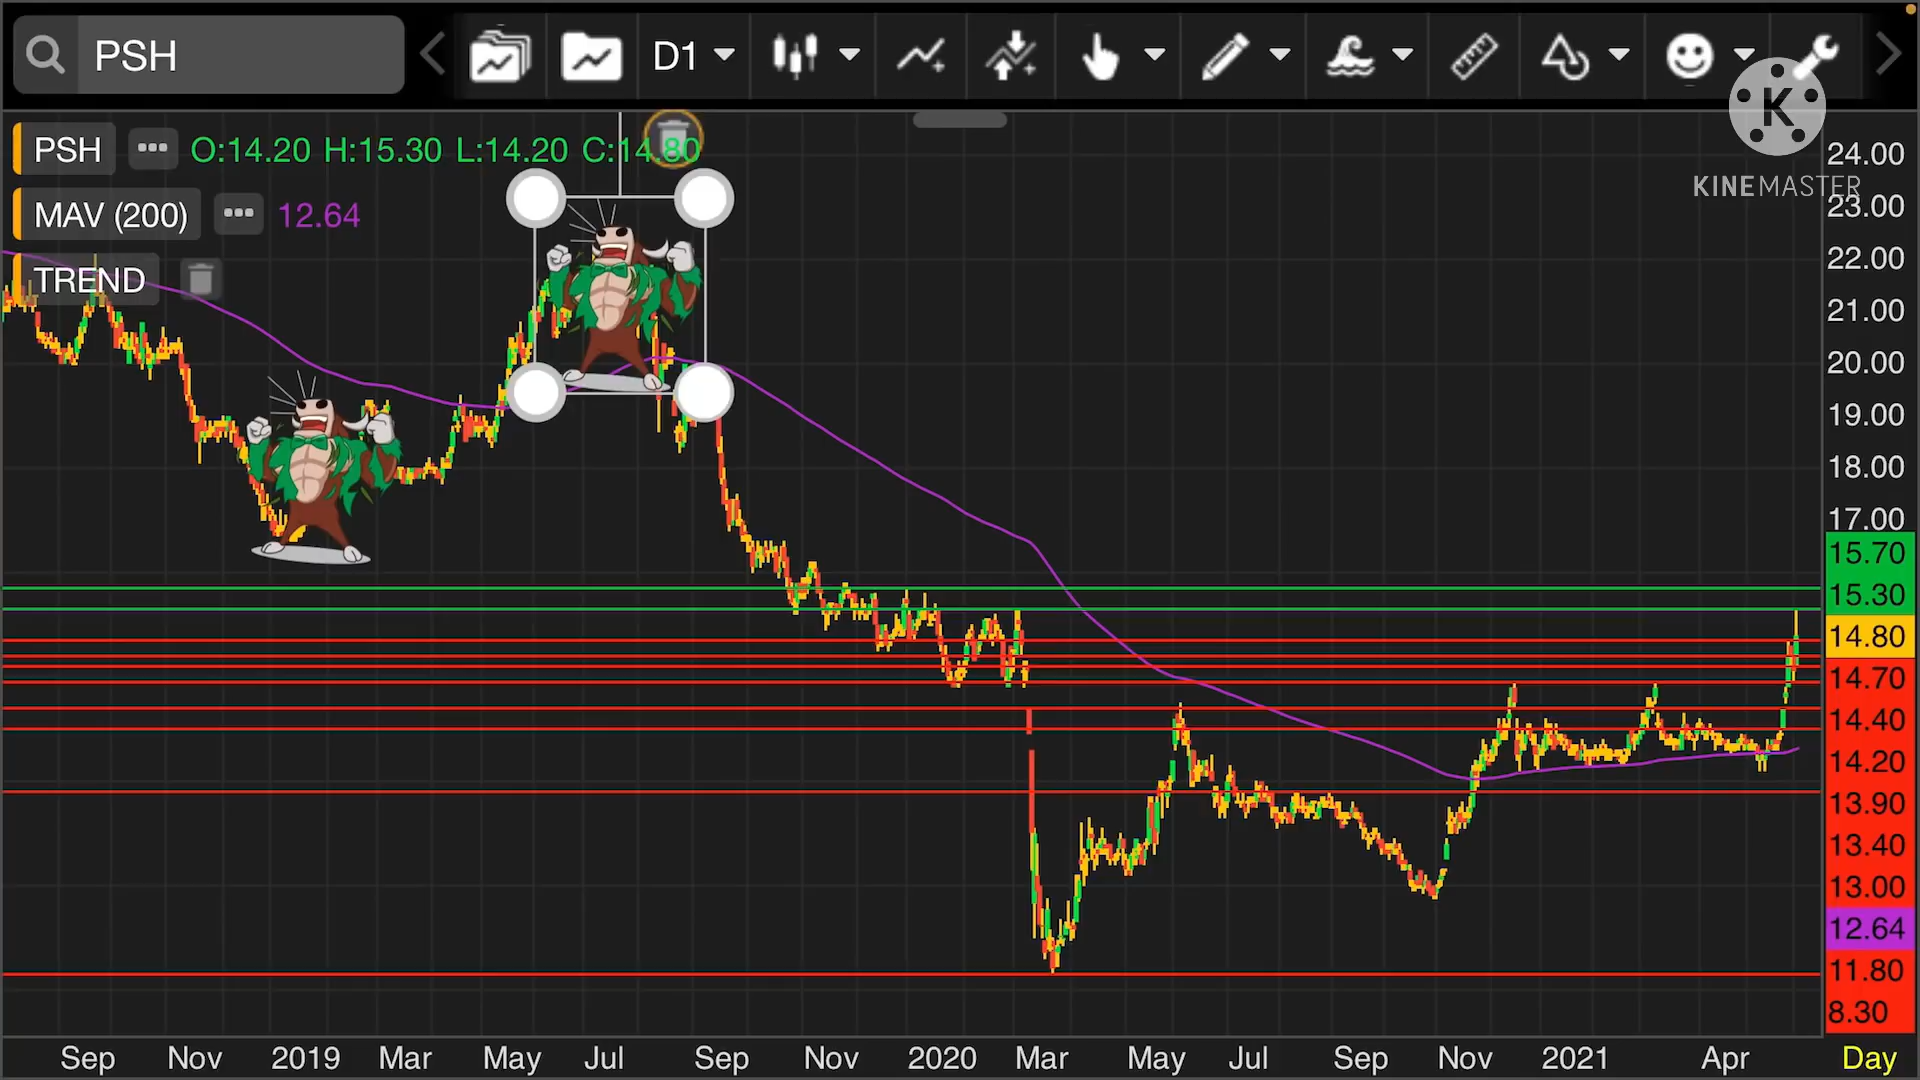 PSH
D1
K
KINEMASTER
PSH ••• O:14.20 H:15.30 L:14.20 C:14.80
MAV (200) ••• 12.64
TREND
24.00
23.00
22.00
21.00
20.00
19.00
18.00
17.00
15.70
15.30
14.80
14.70
14.40
14.20
13.90
13.40
13.00
12.64
11.80
8.30
Sep Nov 2019 Mar May Jul Sep Nov 2020 Mar May Jul Sep Nov 2021 Apr Day